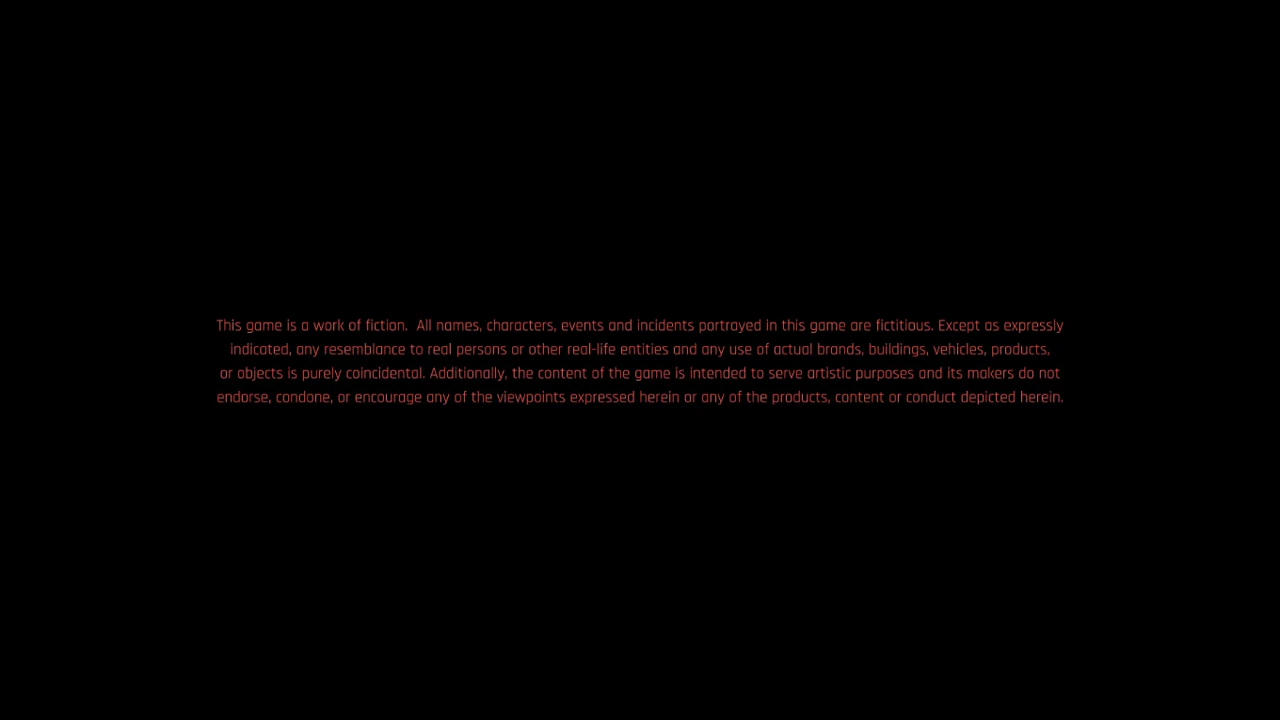 This game is a work of fiction.  All names, characters, events and incidents portrayed in this game are fictitious. Except as expressly
indicated, any resemblance to real persons or other real-life entities and any use of actual brands, buildings, vehicles, products,
or objects is purely coincidental. Additionally, the content of the game is intended to serve artistic purposes and its makers do not
endorse, condone, or encourage any of the viewpoints expressed herein or any of the products, content or conduct depicted herein.